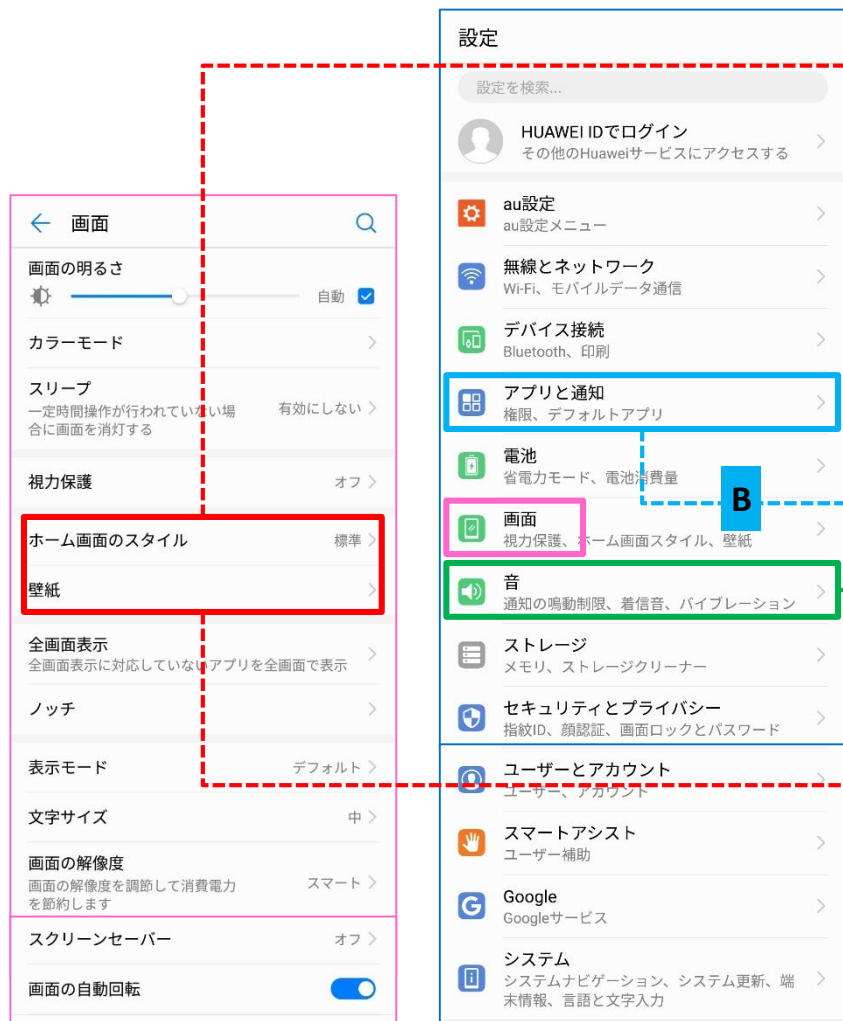 画面
画面の明るさ
自動
カラーモード
スリープ
一定時間操作が行われていない場
合に画面を消灯する
有効にしない
視力保護
オフ
ホーム画面のスタイル
標準
壁紙
全画面表示
全画面表示に対応していないアプリを全画面で表示
ノッチ
表示モード
デフォルト
文字サイズ
中
画面の解像度
画面の解像度を調節して消費電力
を節約します
スマート
スクリーンセーバー
オフ
画面の自動回転
設定
設定を検索...
HUAWEI IDでログイン
その他のHuaweiサービスにアクセスする
au設定
au設定メニュー
無線とネットワーク
Wi-Fi、モバイルデータ通信
デバイス接続
Bluetooth、印刷
アプリと通知
権限、デフォルトアプリ
電池
省電力モード、電池消費量
B
画面
視力保護、ホーム画面スタイル、壁紙
音
通知の鳴動制限、着信音、バイブレーション
ストレージ
メモリ、ストレージクリーナー
セキュリティとプライバシー
指紋ID、顔認証、画面ロックとパスワード
ユーザーとアカウント
ユーザー、アカウント
スマートアシスト
ユーザー補助
Google
Googleサービス
システム
システムナビゲーション、システム更新、端
末情報、言語と文字入力